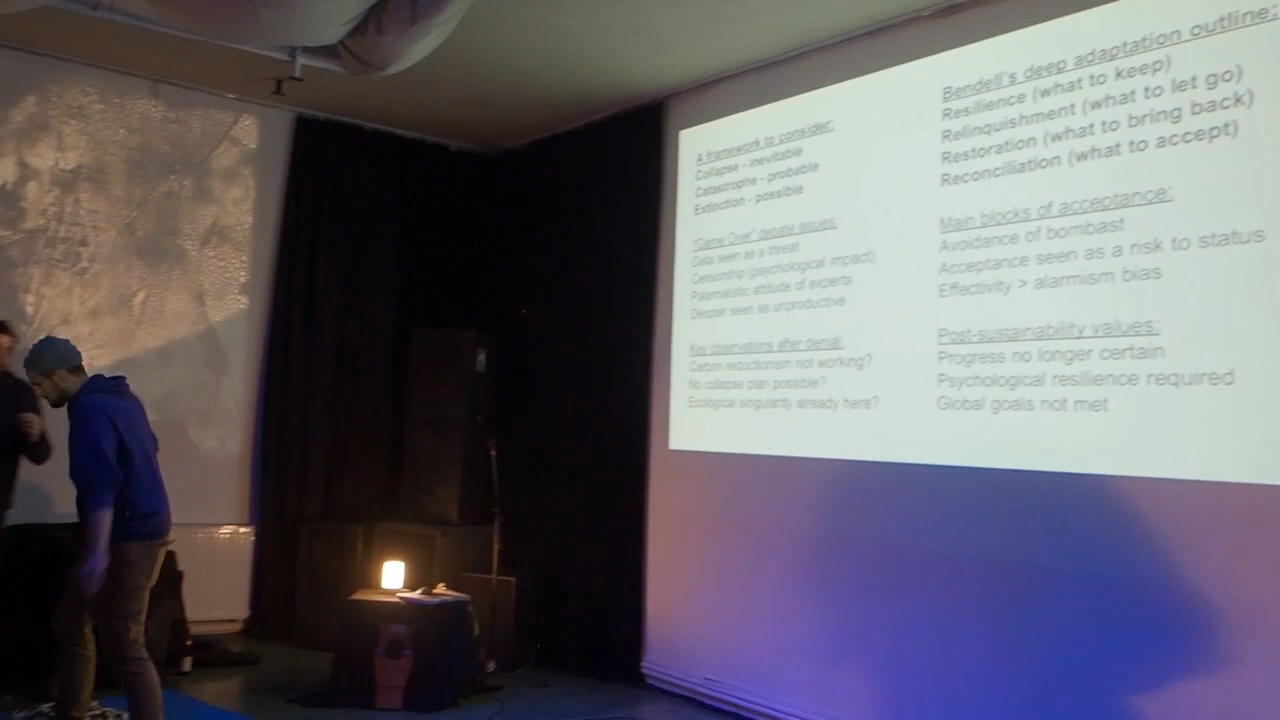 A framework to consider:
Collapse - inevitable
Catastrophe - probable
Extinction - possible
"Game Over" debate issues:
Data seen as a threat
Censorship (psychological impact)
Paternalistic attitude of experts
Despair seen as unproductive
Key observations after denial:
Carbon reductionism not working?
No collapse plan possible?
Ecological singularity already here?
Bendell's deep adaptation outline:
Resilience (what to keep)
Relinquishment (what to let go)
Restoration (what to bring back)
Reconciliation (what to accept)
Main blocks of acceptance:
Avoidance of bombast
Acceptance seen as a risk to status
Effectivity > alarmism bias
Post-sustainability values:
Progress no longer certain
Psychological resilience required
Global goals not met